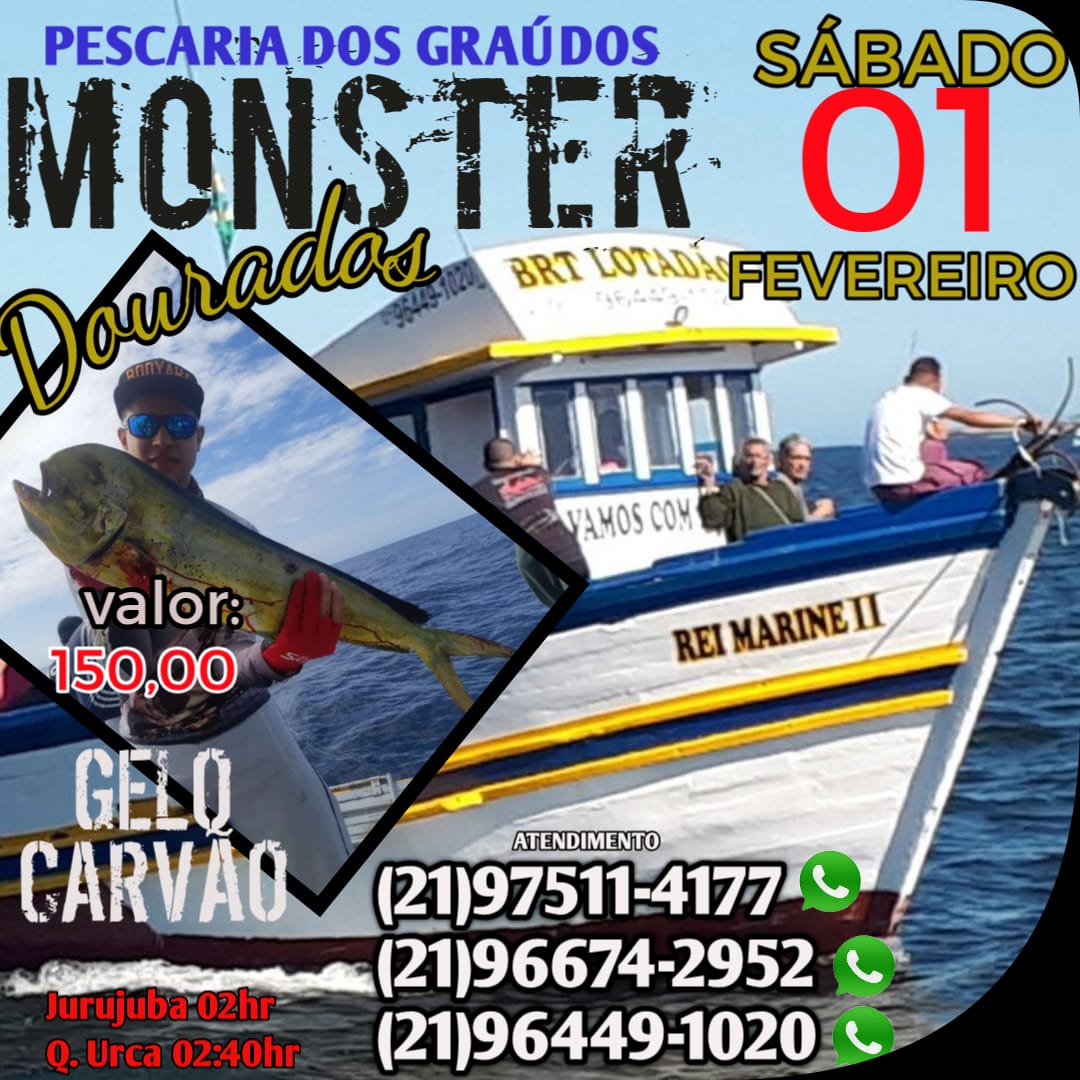 PESCARIA DOS GRAÚDOS
MONSTER
Dourados
SÁBADO
01
FEVEREIRO
96449-1020
BRT LOTADÃO
BOOYAH!
VAMOS COM
REI MARINE II
valor:
150,00
GELO
CARVÃO
ATENDIMENTO
(21)97511-4177
(21)96674-2952
(21)96449-1020
Jurujuba 02hr
Q. Urca 02:40hr